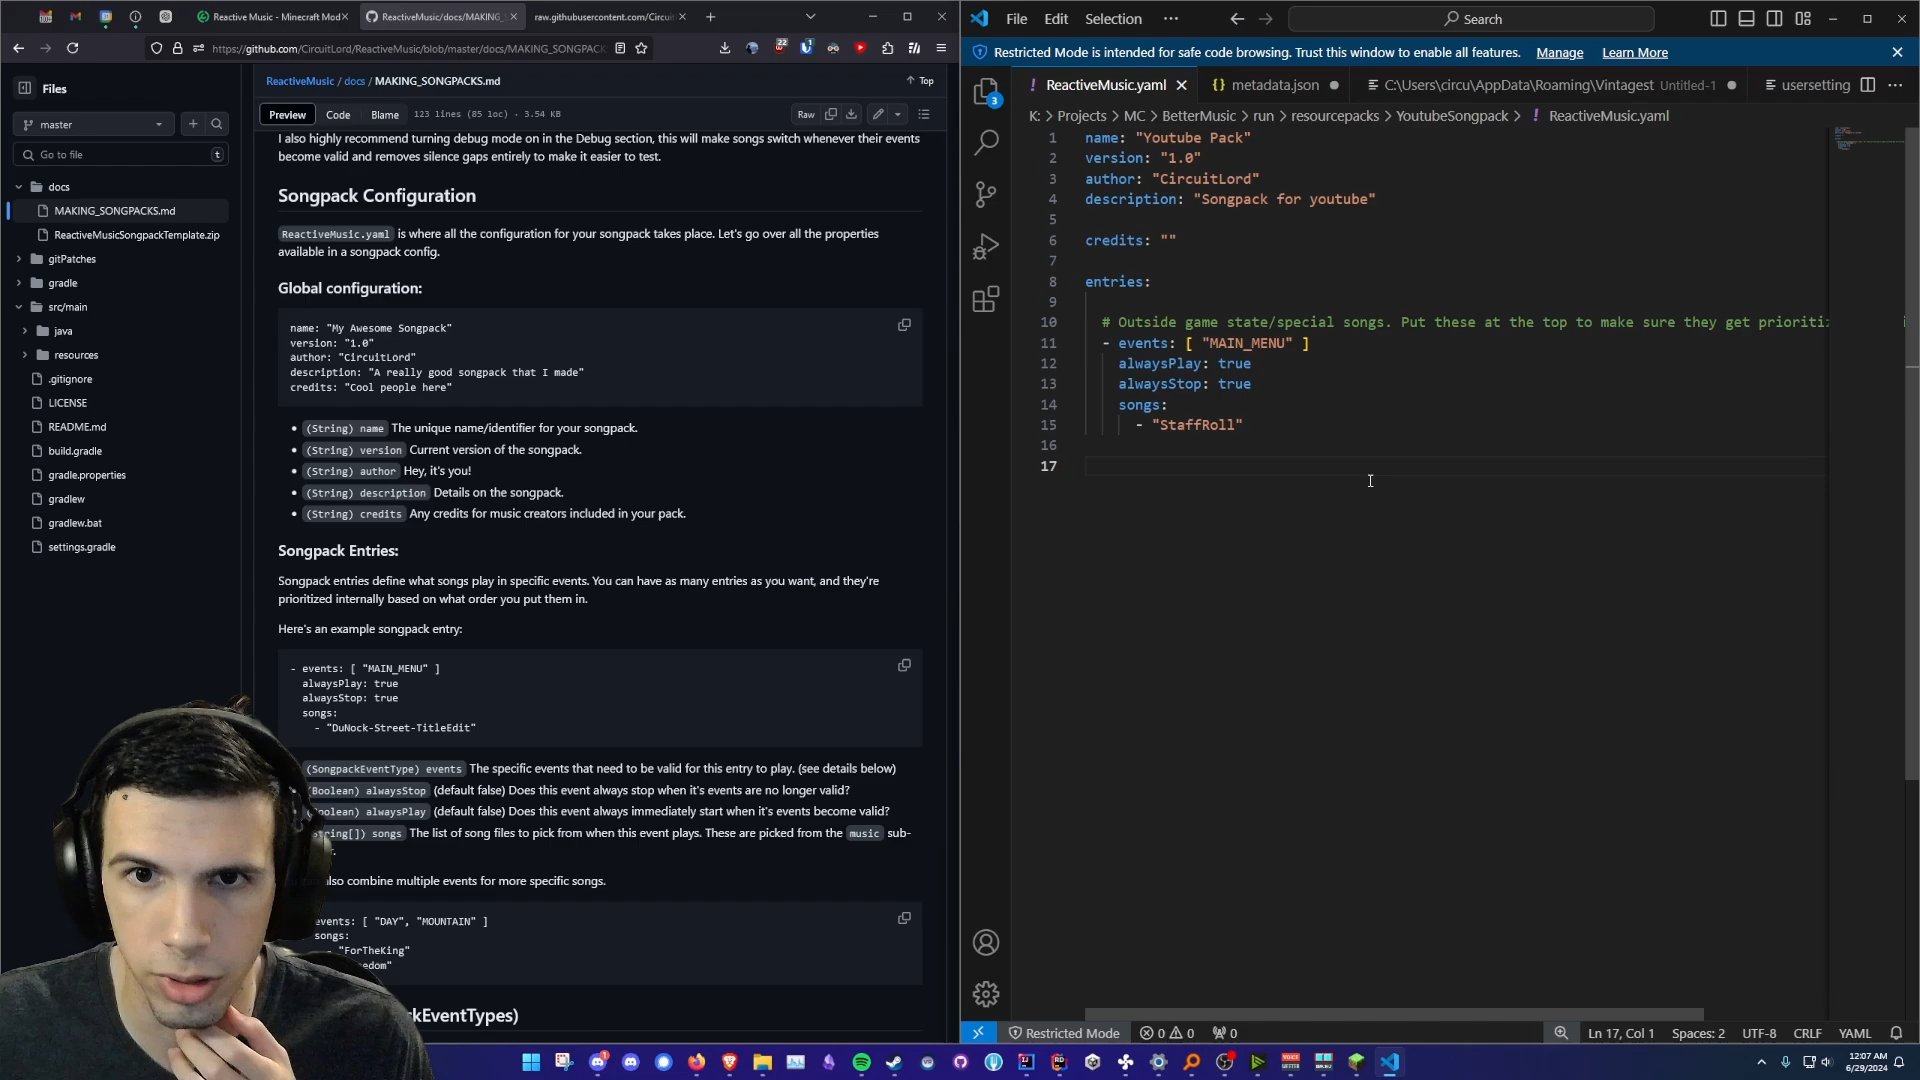 Reactive Music - Minecraft Mod
ReactiveMusic/docs/MAKING_S
raw.githubusercontent.com/Circuit
https://github.com/CircuitLord/ReactiveMusic/blob/master/docs/MAKING_SONGPACKS
22
Files
master
Go to file
t
docs
MAKING_SONGPACKS.md
ReactiveMusicSongpackTemplate.zip
gitPatches
gradle
src/main
java
resources
.gitignore
LICENSE
README.md
build.gradle
gradle.properties
gradlew
gradlew.bat
settings.gradle
ReactiveMusic / docs / MAKING_SONGPACKS.md
Top
Preview Code Blame 123 lines (85 loc) · 3.54 KB
Raw
I also highly recommend turning debug mode on in the Debug section, this will make songs switch whenever their events
become valid and removes silence gaps entirely to make it easier to test.
Songpack Configuration
ReactiveMusic.yaml is where all the configuration for your songpack takes place. Let's go over all the properties
available in a songpack config.
Global configuration:
name: "My Awesome Songpack"
version: "1.0"
author: "CircuitLord"
description: "A really good songpack that I made"
credits: "Cool people here"
• (String) name The unique name/identifier for your songpack.
• (String) version Current version of the songpack.
• (String) author Hey, it's you!
• (String) description Details on the songpack.
• (String) credits Any credits for music creators included in your pack.
Songpack Entries:
Songpack entries define what songs play in specific events. You can have as many entries as you want, and they're
prioritized internally based on what order you put them in.
Here's an example songpack entry:
- events: [ "MAIN_MENU" ]
alwaysPlay: true
alwaysStop: true
songs:
- "DuNock-Street-TitleEdit"
(SongpackEventType) events The specific events that need to be valid for this entry to play. (see details below)
(Boolean) alwaysStop (default false) Does this event always stop when it's events are no longer valid?
oolean) alwaysPlay (default false) Does this event always immediately start when it's events become valid?
tring[]) songs The list of song files to pick from when this event plays. These are picked from the music sub-
r.
also combine multiple events for more specific songs.
events: [ "DAY", "MOUNTAIN" ]
songs:
- "ForTheKing"
edom"
ckEventTypes)
File Edit Selection ···
Search
Restricted Mode is intended for safe code browsing. Trust this window to enable all features. Manage Learn More
! ReactiveMusic.yaml
{} metadata.json
C:\Users\circu\AppData\Roaming\Vintagest Untitled-1
usersetting
K: > Projects > MC > BetterMusic > run > resourcepacks > YoutubeSongpack > ! ReactiveMusic.yaml
3
1 name: "Youtube Pack"
2 version: "1.0"
3 author: "CircuitLord"
4 description: "Songpack for youtube"
5
6 credits: ""
7
8 entries:
9
10 # Outside game state/special songs. Put these at the top to make sure they get prioriti
11 - events: [ "MAIN_MENU" ]
12 alwaysPlay: true
13 alwaysStop: true
14 songs:
15 - "StaffRoll"
16
17
Restricted Mode 0 0 0
Ln 17, Col 1 Spaces: 2 UTF-8 CRLF YAML
12:07 AM
6/29/2024